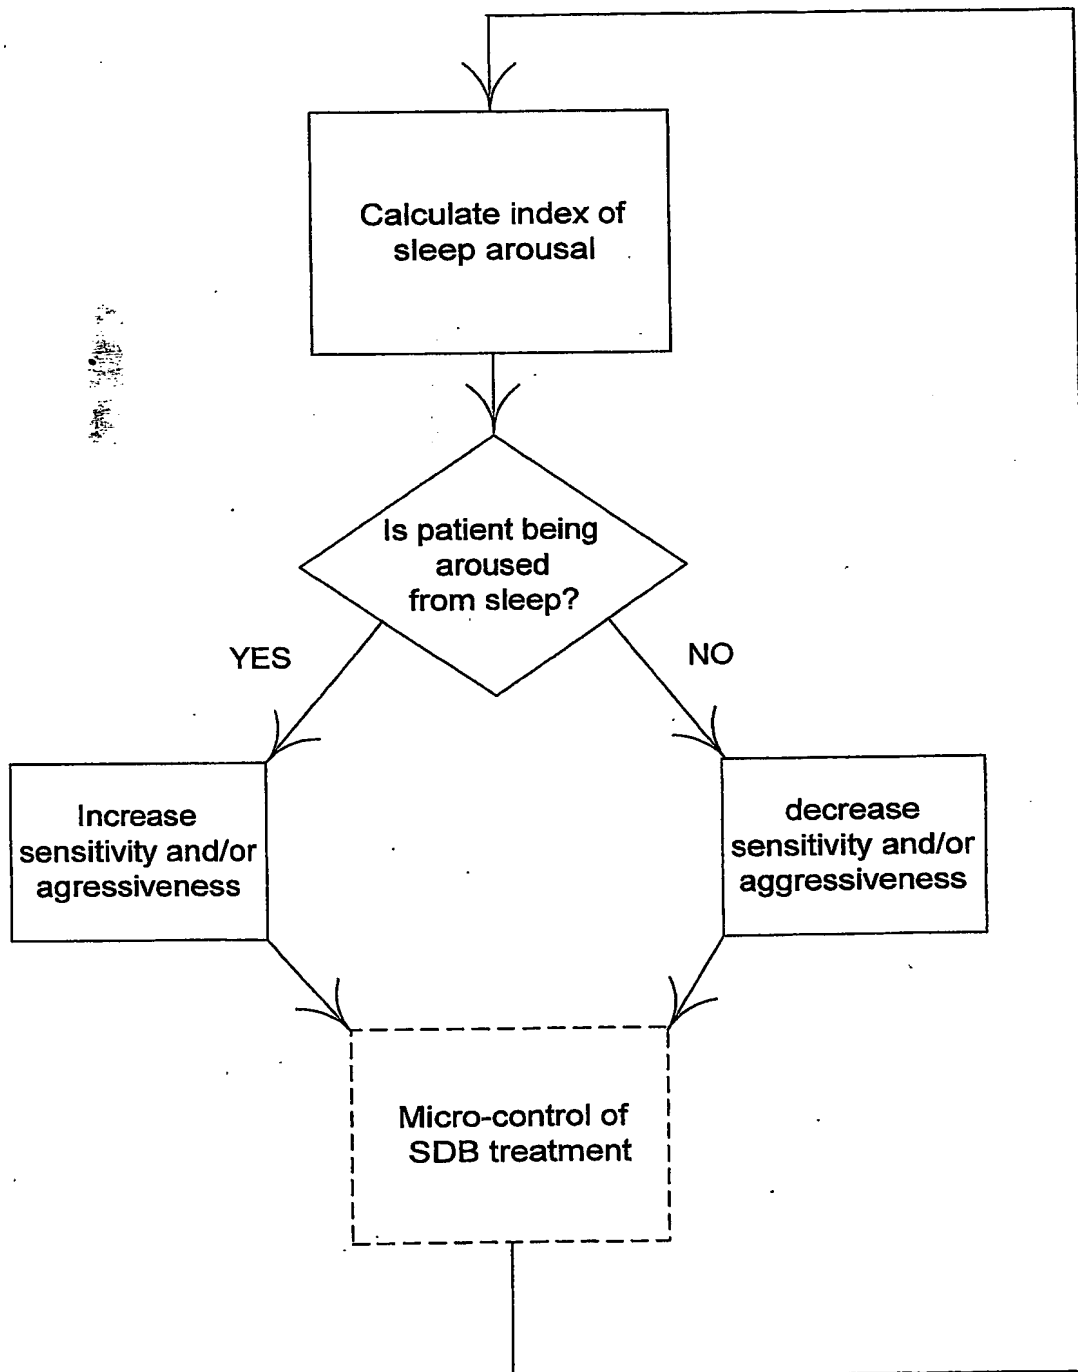 Calculate index of
sleep arousal
Is patient being
aroused
from sleep?
YES
NO
Increase
sensitivity and/or
agressiveness
decrease
sensitivity and/or
aggressiveness
Micro-control of
SDB treatment